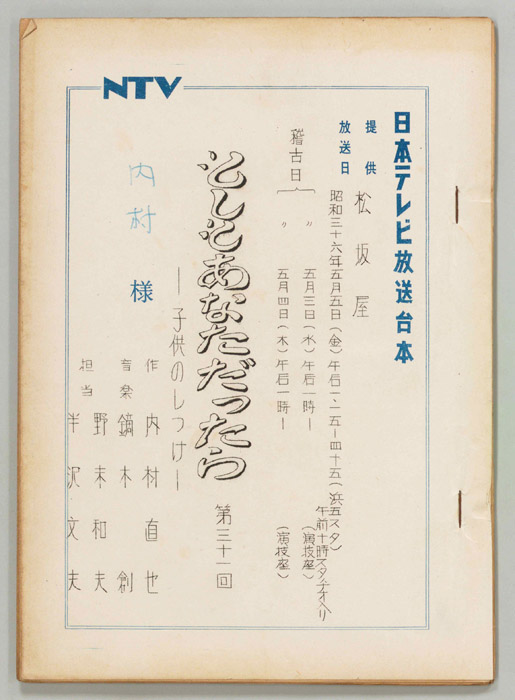 NTV
日本テレビ放送台本
提供 松坂屋
放送日 昭和三十六年五月五日(金)午后一、一五―四十五(浜五スタ)
午前十時スタジオ入り
稽古日 〃 五月三日(水)午后一時―(演技座)
〃 五月四日(木)午后一時―(演技座)
もしもあなただったら
第三十一回
―子供のしつけ―
内村 様
作 内村直也
音楽 鏑木 創
担当 野末和夫
半沢文夫